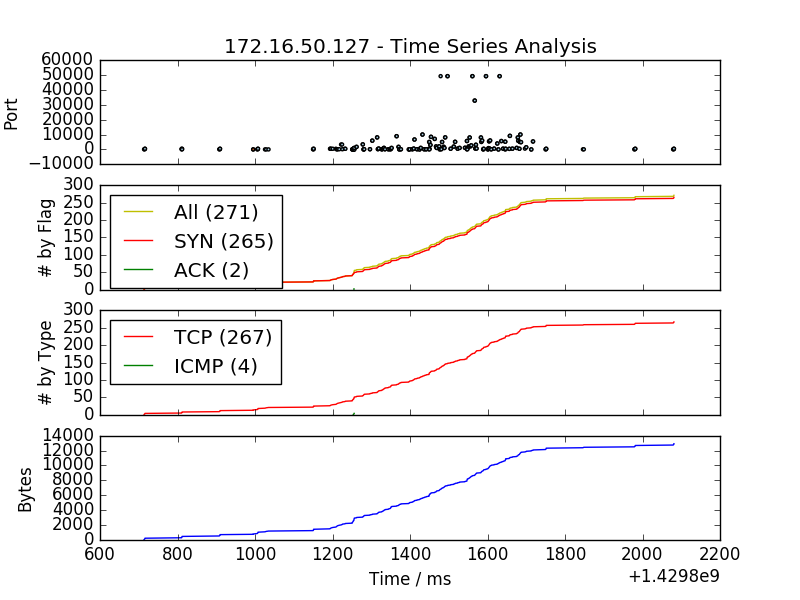 172.16.50.127 - Time Series Analysis
60000
50000
40000
30000
20000
10000
0
−10000
Port
300
250
200
150
100
50
0
# by Flag
All (271)
SYN (265)
ACK (2)
300
250
200
150
100
50
0
# by Type
TCP (267)
ICMP (4)
14000
12000
10000
8000
6000
4000
2000
0
Bytes
600 800 1000 1200 1400 1600 1800 2000 2200
Time / ms
+1.4298e9